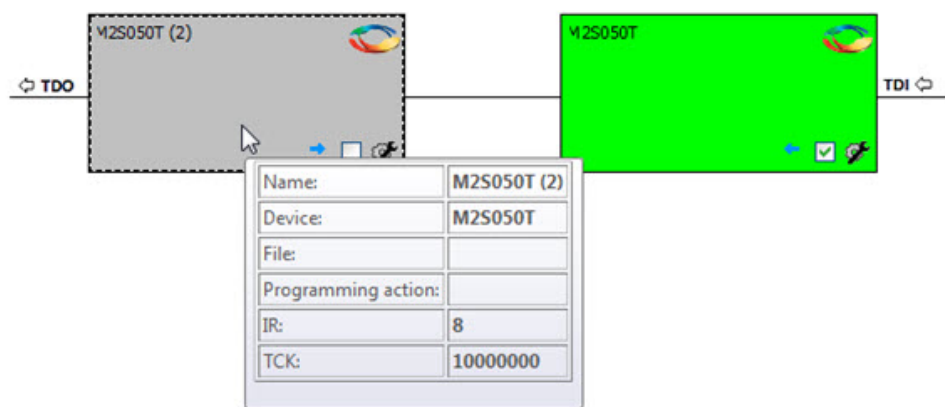 M2S050T (2)
M2S050T
TDO
TDI
Name: M2S050T (2)
Device: M2S050T
File:
Programming action:
IR: 8
TCK: 10000000